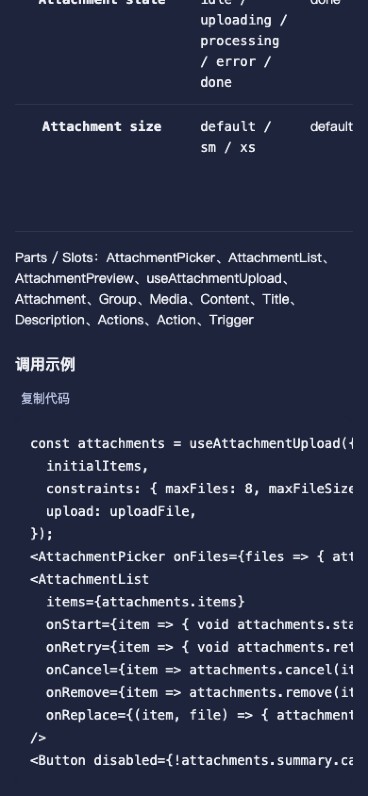 Attachment state idle / done
uploading /
processing
/ error /
done
Attachment size default / default
sm / xs
Parts / Slots：AttachmentPicker、AttachmentList、
AttachmentPreview、useAttachmentUpload、
Attachment、Group、Media、Content、Title、
Description、Actions、Action、Trigger
调用示例
复制代码
const attachments = useAttachmentUpload({
initialItems,
constraints: { maxFiles: 8, maxFileSize
upload: uploadFile,
});
<AttachmentPicker onFiles={files => { att
<AttachmentList
items={attachments.items}
onStart={item => { void attachments.sta
onRetry={item => { void attachments.ret
onCancel={item => attachments.cancel(it
onRemove={item => attachments.remove(it
onReplace={(item, file) => { attachment
/>
<Button disabled={!attachments.summary.ca